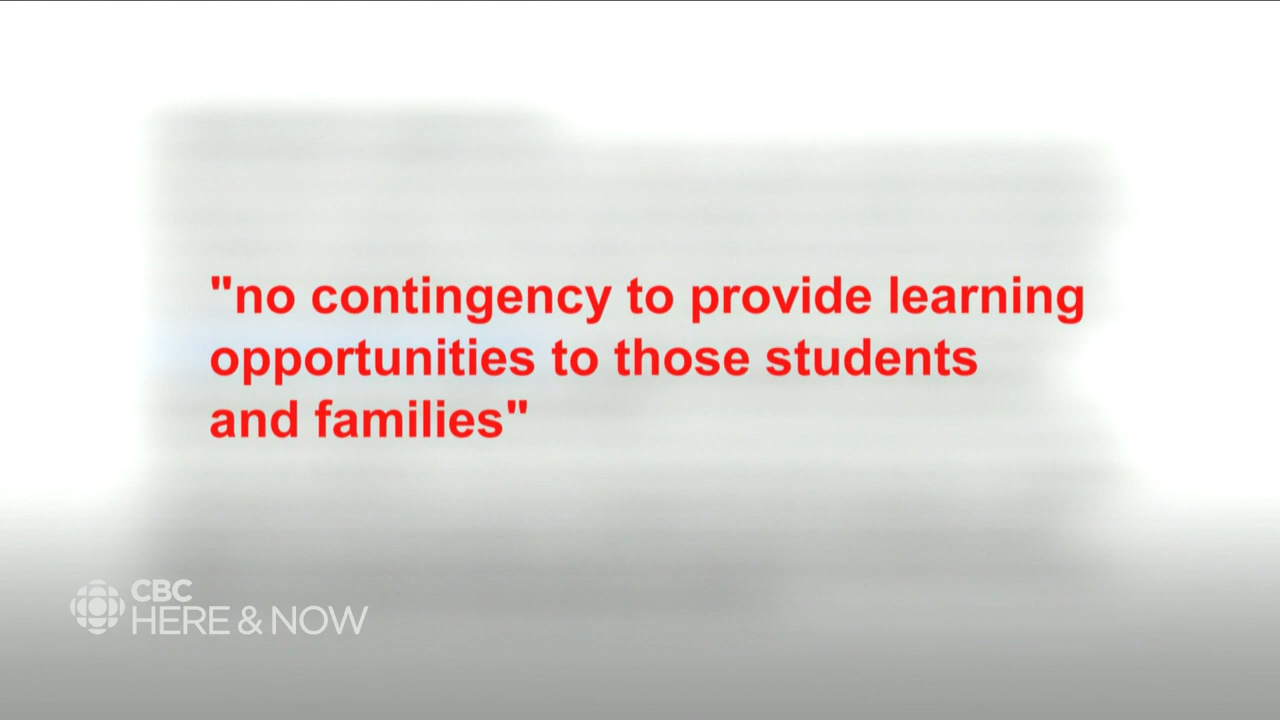 "no contingency to provide learning
opportunities to those students
and families"
CBC
HERE & NOW